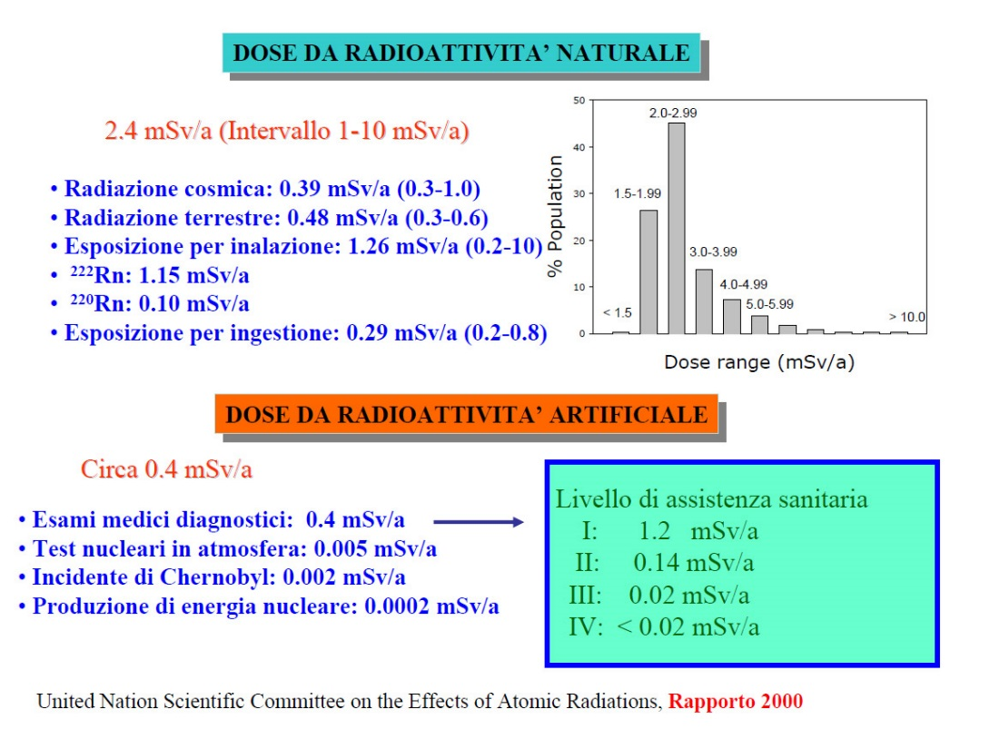 DOSE DA RADIOATTIVITA’ NATURALE
2.4 mSv/a (Intervallo 1-10 mSv/a)
• Radiazione cosmica: 0.39 mSv/a (0.3-1.0)
• Radiazione terrestre: 0.48 mSv/a (0.3-0.6)
• Esposizione per inalazione: 1.26 mSv/a (0.2-10)
• ²²²Rn: 1.15 mSv/a
• ²²⁰Rn: 0.10 mSv/a
• Esposizione per ingestione: 0.29 mSv/a (0.2-0.8)
% Population
50
40
30
20
10
0
< 1.5
1.5-1.99
2.0-2.99
3.0-3.99
4.0-4.99
5.0-5.99
> 10.0
Dose range (mSv/a)
DOSE DA RADIOATTIVITA’ ARTIFICIALE
Circa 0.4 mSv/a
• Esami medici diagnostici: 0.4 mSv/a
• Test nucleari in atmosfera: 0.005 mSv/a
• Incidente di Chernobyl: 0.002 mSv/a
• Produzione di energia nucleare: 0.0002 mSv/a
Livello di assistenza sanitaria
I: 1.2 mSv/a
II: 0.14 mSv/a
III: 0.02 mSv/a
IV: < 0.02 mSv/a
United Nation Scientific Committee on the Effects of Atomic Radiations, Rapporto 2000